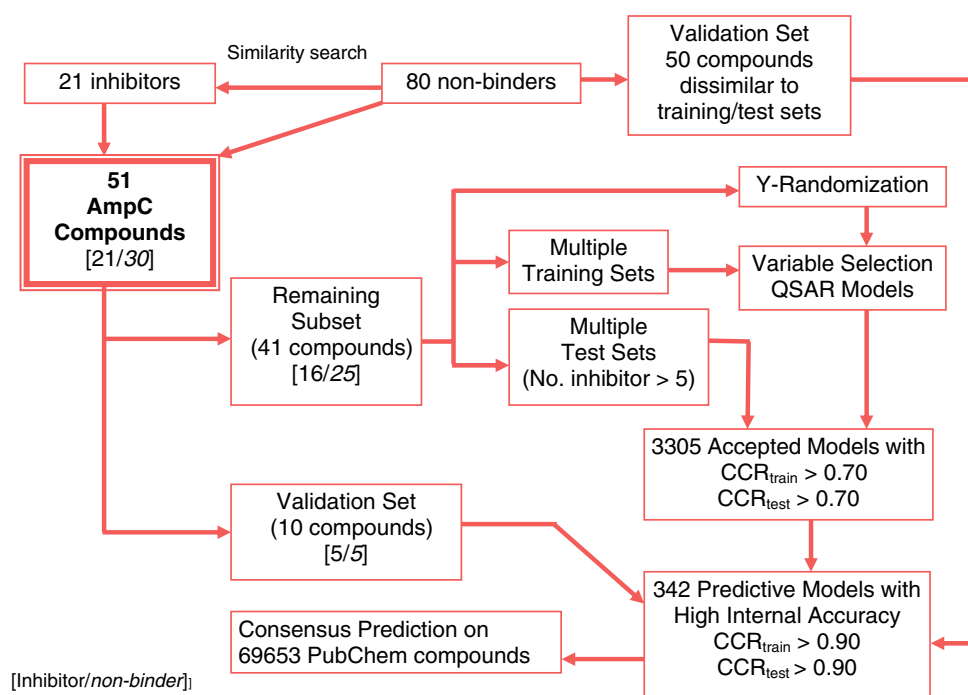 Similarity search
21 inhibitors
80 non-binders
Validation Set
50 compounds
dissimilar to
training/test sets
51
AmpC
Compounds
[21/30]
Y-Randomization
Multiple
Training Sets
Variable Selection
QSAR Models
Remaining
Subset
(41 compounds)
[16/25]
Multiple
Test Sets
(No. inhibitor > 5)
3305 Accepted Models with
CCRtrain > 0.70
CCRtest > 0.70
Validation Set
(10 compounds)
[5/5]
342 Predictive Models with
High Internal Accuracy
CCRtrain > 0.90
CCRtest > 0.90
Consensus Prediction on
69653 PubChem compounds
[Inhibitor/non-binder]]